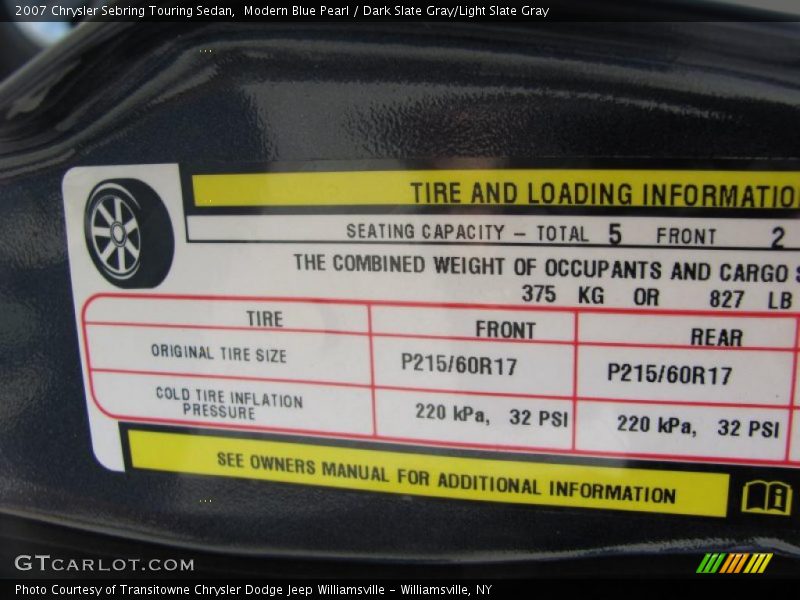 2007 Chrysler Sebring Touring Sedan,  Modern Blue Pearl / Dark Slate Gray/Light Slate Gray
TIRE AND LOADING INFORMATIO
SEATING CAPACITY – TOTAL 5 FRONT 2
THE COMBINED WEIGHT OF OCCUPANTS AND CARGO S
375 KG OR 827 LB
TIRE FRONT REAR
ORIGINAL TIRE SIZE P215/60R17 P215/60R17
COLD TIRE INFLATION
PRESSURE 220 kPa, 32 PSI 220 kPa, 32 PSI
SEE OWNERS MANUAL FOR ADDITIONAL INFORMATION
GTCARLOT.COM
Photo Courtesy of Transitowne Chrysler Dodge Jeep Williamsville – Williamsville, NY